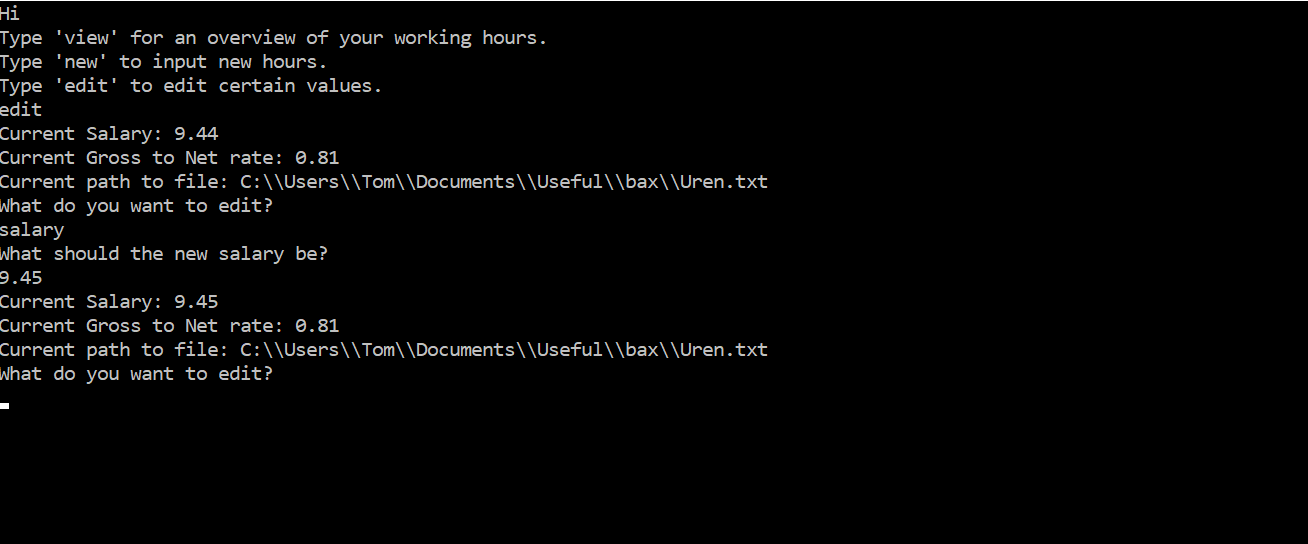 Hi
Type 'view' for an overview of your working hours.
Type 'new' to input new hours.
Type 'edit' to edit certain values.
edit
Current Salary: 9.44
Current Gross to Net rate: 0.81
Current path to file: C:\\Users\\Tom\\Documents\\Useful\\bax\\Uren.txt
What do you want to edit?
salary
What should the new salary be?
9.45
Current Salary: 9.45
Current Gross to Net rate: 0.81
Current path to file: C:\\Users\\Tom\\Documents\\Useful\\bax\\Uren.txt
What do you want to edit?